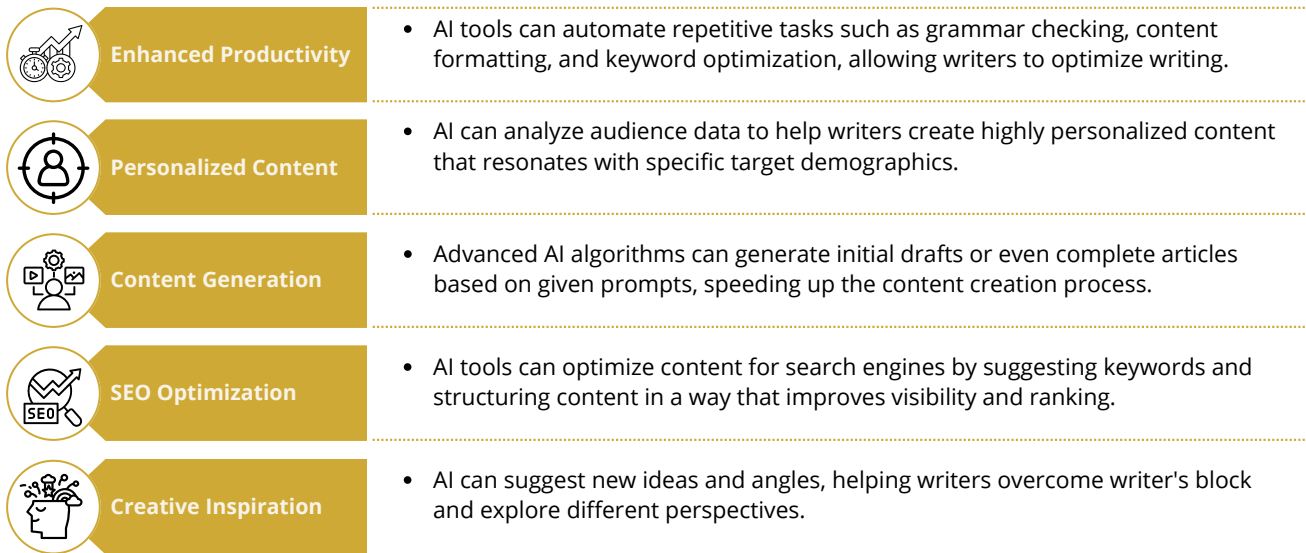 Enhanced Productivity
• AI tools can automate repetitive tasks such as grammar checking, content
formatting, and keyword optimization, allowing writers to optimize writing.
Personalized Content
• AI can analyze audience data to help writers create highly personalized content
that resonates with specific target demographics.
Content Generation
• Advanced AI algorithms can generate initial drafts or even complete articles
based on given prompts, speeding up the content creation process.
SEO
SEO Optimization
• AI tools can optimize content for search engines by suggesting keywords and
structuring content in a way that improves visibility and ranking.
Creative Inspiration
• AI can suggest new ideas and angles, helping writers overcome writer's block
and explore different perspectives.